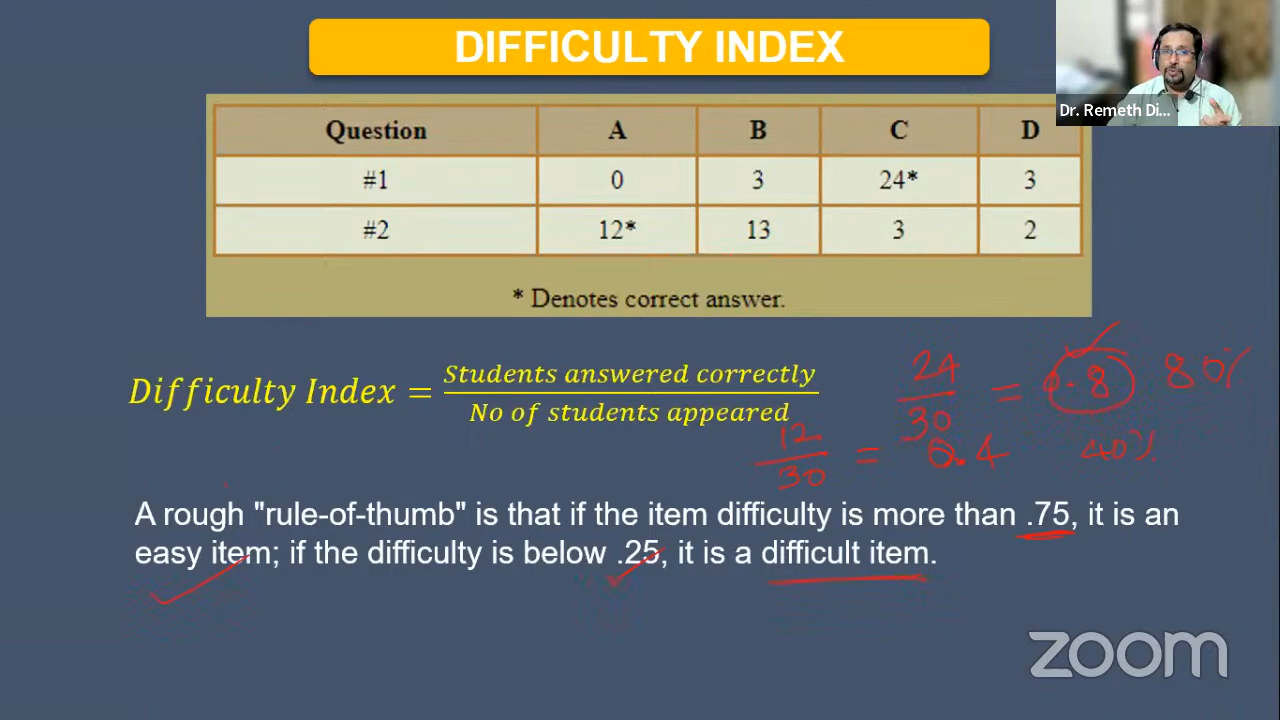 DIFFICULTY INDEX
Dr. Remeth Di...
Question A B C D
#1 0 3 24* 3
#2 12* 13 3 2
* Denotes correct answer.
Difficulty Index = Students answered correctly / No of students appeared
24/30 = 0.8 80%
12/30 = 0.4 40%
A rough "rule-of-thumb" is that if the item difficulty is more than .75, it is an
easy item; if the difficulty is below .25, it is a difficult item.
zoom